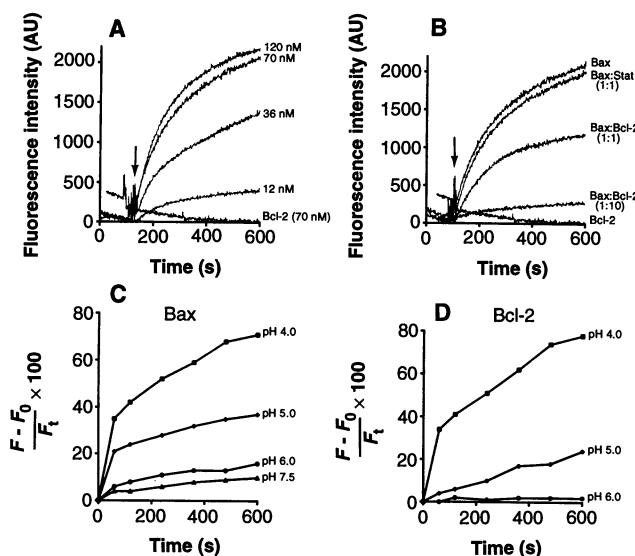 A
Fluorescence intensity (AU)
2000
1500
1000
500
0
0
200
400
600
Time (s)
120 nM
70 nM
36 nM
12 nM
Bcl-2 (70 nM)
B
Fluorescence intensity (AU)
2000
1500
1000
500
0
0
200
400
600
Time (s)
Bax
Bax:Stat
(1:1)
Bax:Bcl-2
(1:1)
Bax:Bcl-2
(1:10)
Bcl-2
C
Bax
F - F0
Ft
× 100
80
60
40
20
0
0
200
400
600
Time (s)
pH 4.0
pH 5.0
pH 6.0
pH 7.5
D
Bcl-2
F - F0
Ft
× 100
80
60
40
20
0
0
200
400
600
Time (s)
pH 4.0
pH 5.0
pH 6.0